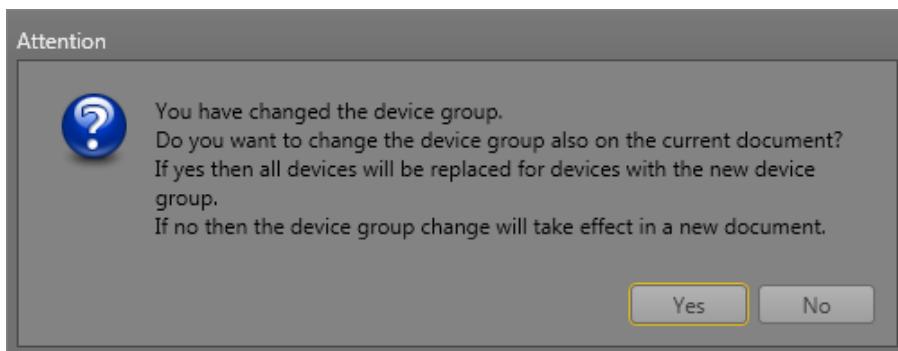 Attention
You have changed the device group.
Do you want to change the device group also on the current document?
If yes then all devices will be replaced for devices with the new device
group.
If no then the device group change will take effect in a new document.
Yes No